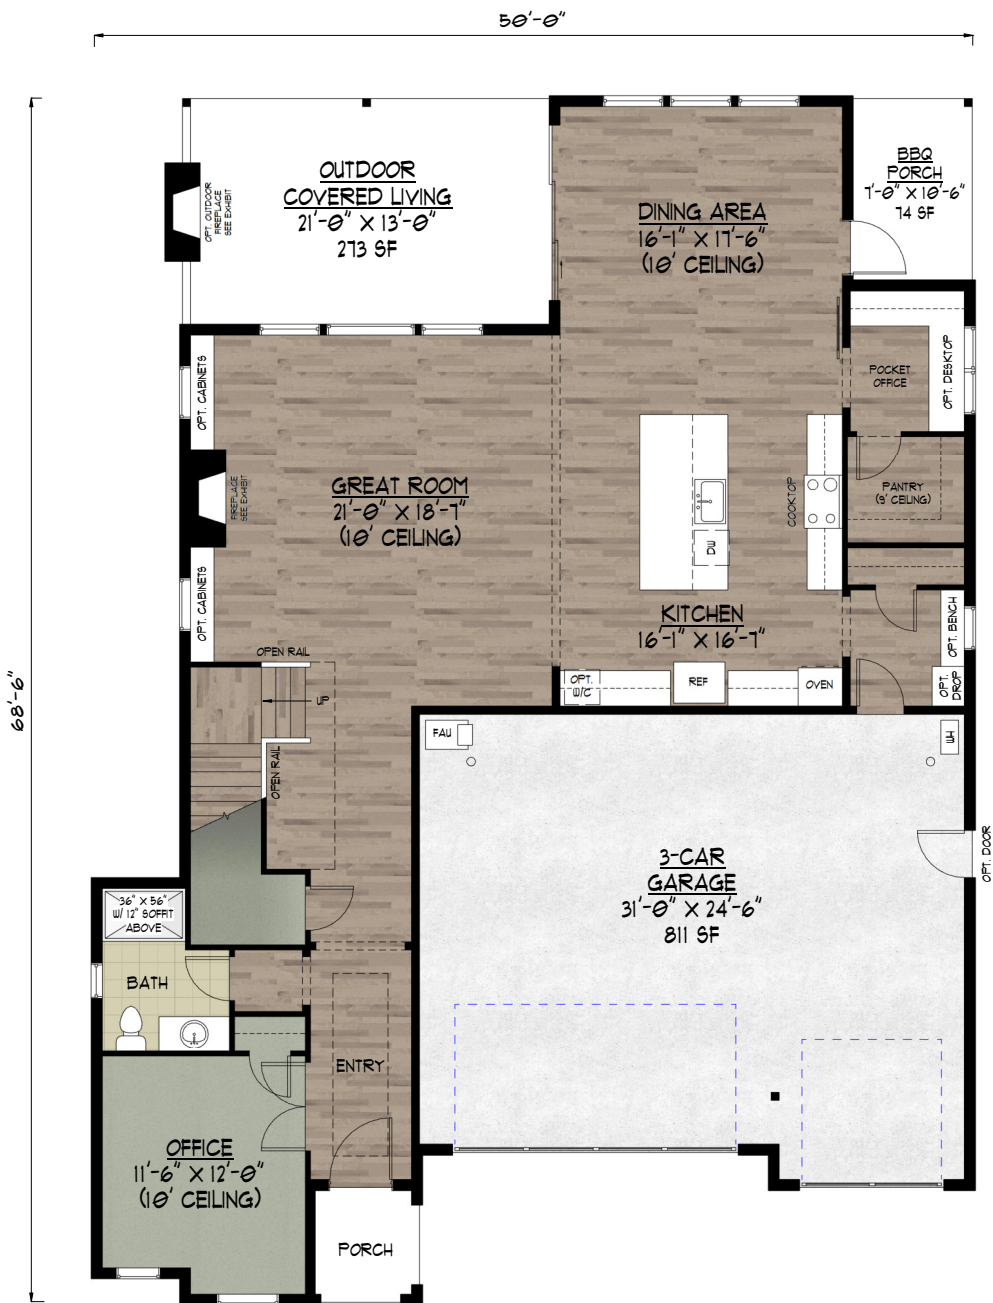 50'-0"
OUTDOOR
COVERED LIVING
21'-0" X 13'-0"
273 SF
OPT. OUTDOOR
FIREPLACE
SEE EXHIBIT
DINING AREA
16'-1" X 17'-6"
(10' CEILING)
BBQ
PORCH
7'-0" X 10'-6"
74 SF
OPT. CABINETS
POCKET
OFFICE
OPT. DESKTOP
GREAT ROOM
21'-0" X 18'-7"
(10' CEILING)
FIREPLACE
SEE EXHIBIT
COOKTOP
PANTRY
(9' CEILING)
DW
OPT. CABINETS
KITCHEN
16'-1" X 16'-7"
OPT. BENCH
OPT.
DROP
OPEN RAIL
UP
OPEN RAIL
OPT.
W/C
REF
OVEN
68'-6"
FAU
WH
3-CAR
GARAGE
31'-0" X 24'-6"
811 SF
OPT. DOOR
36" X 56"
W/ 12" SOFFIT
ABOVE
BATH
ENTRY
OFFICE
11'-6" X 12'-0"
(10' CEILING)
PORCH